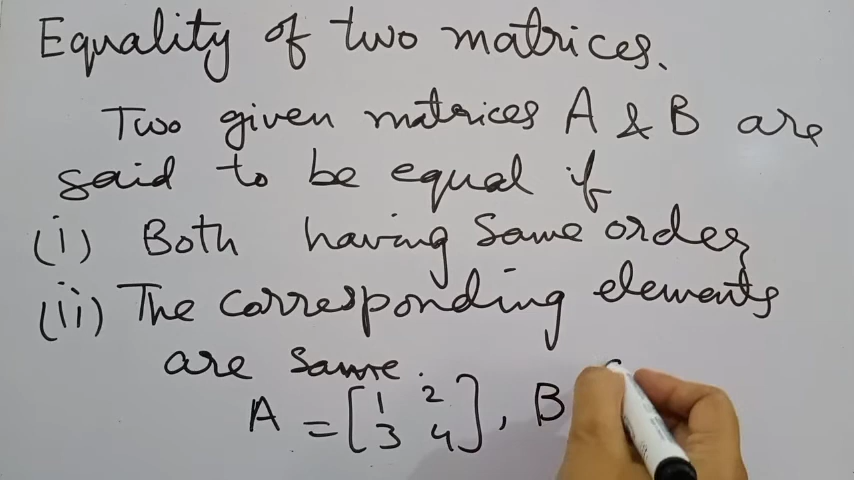 Equality of two matrices.
Two given matrices A & B are
said to be equal if
(i) Both having same order,
(ii) The corresponding elements
are same.
A = [1 2
3 4], B